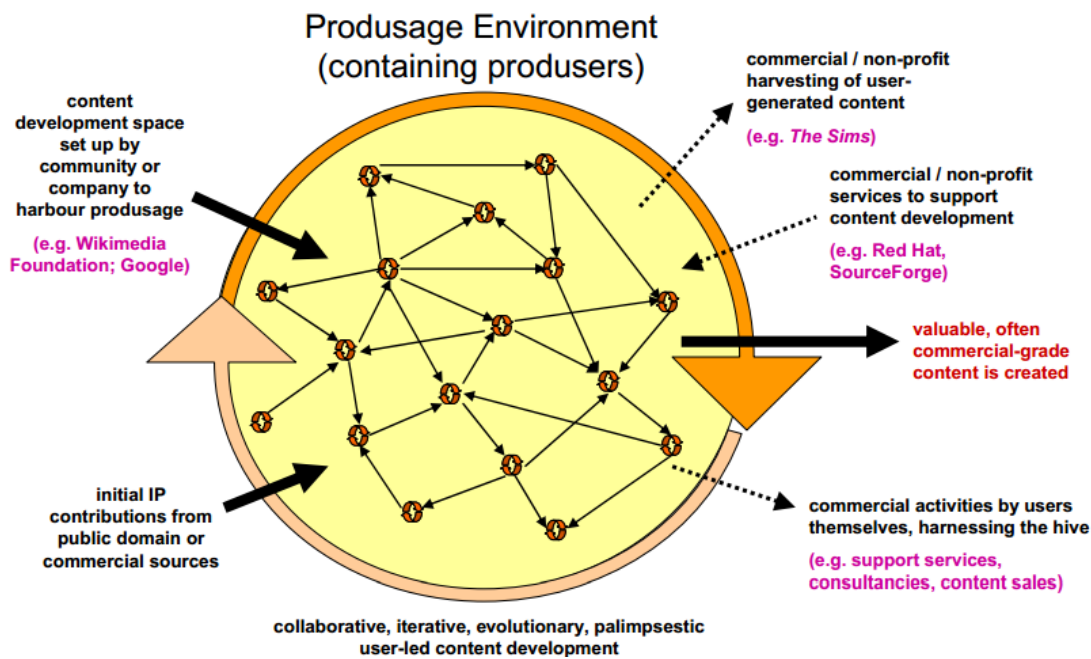 Produsage Environment
(containing produsers)
content
development space
set up by
community or
company to
harbour produsage
(e.g. Wikimedia
Foundation; Google)
commercial / non-profit
harvesting of user-
generated content
(e.g. The Sims)
commercial / non-profit
services to support
content development
(e.g. Red Hat,
SourceForge)
valuable, often
commercial-grade
content is created
initial IP
contributions from
public domain or
commercial sources
commercial activities by users
themselves, harnessing the hive
(e.g. support services,
consultancies, content sales)
collaborative, iterative, evolutionary, palimpsestic
user-led content development